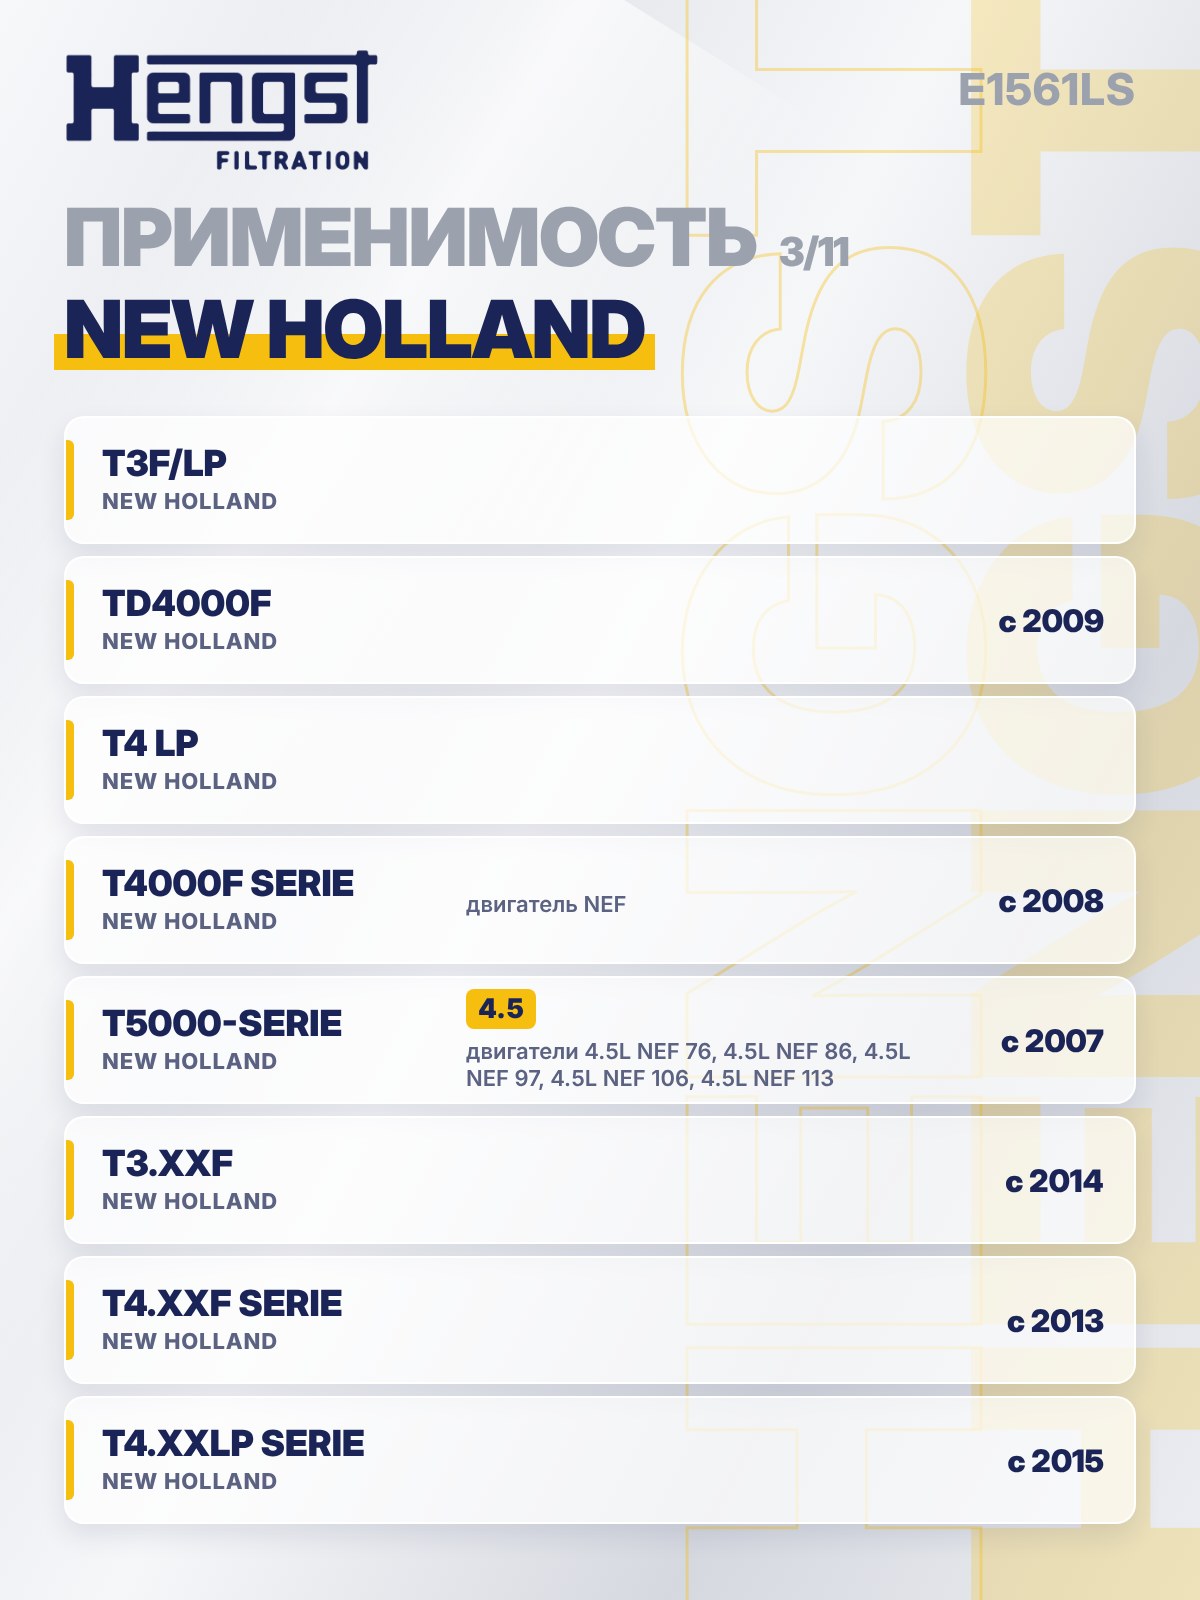 Hengst
FILTRATION
E1561LS
ПРИМЕНИМОСТЬ 3/11
NEW HOLLAND
T3F/LP
NEW HOLLAND
TD4000F
NEW HOLLAND
с 2009
T4 LP
NEW HOLLAND
T4000F SERIE
NEW HOLLAND
двигатель NEF
с 2008
T5000-SERIE
NEW HOLLAND
4.5
двигатели 4.5L NEF 76, 4.5L NEF 86, 4.5L
NEF 97, 4.5L NEF 106, 4.5L NEF 113
с 2007
T3.XXF
NEW HOLLAND
с 2014
T4.XXF SERIE
NEW HOLLAND
с 2013
T4.XXLP SERIE
NEW HOLLAND
с 2015
HENGST
HENGST